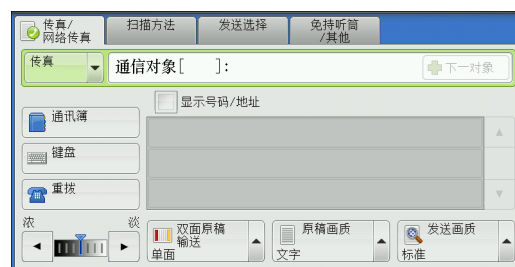 传真/
网络传真
扫描方法
发送选择
免持听筒
/其他
传真
通信对象[ ]:
下一对象
显示号码/地址
通讯簿
键盘
重拨
浓 淡
双面原稿
输送
单面
原稿画质
文字
发送画质
标准